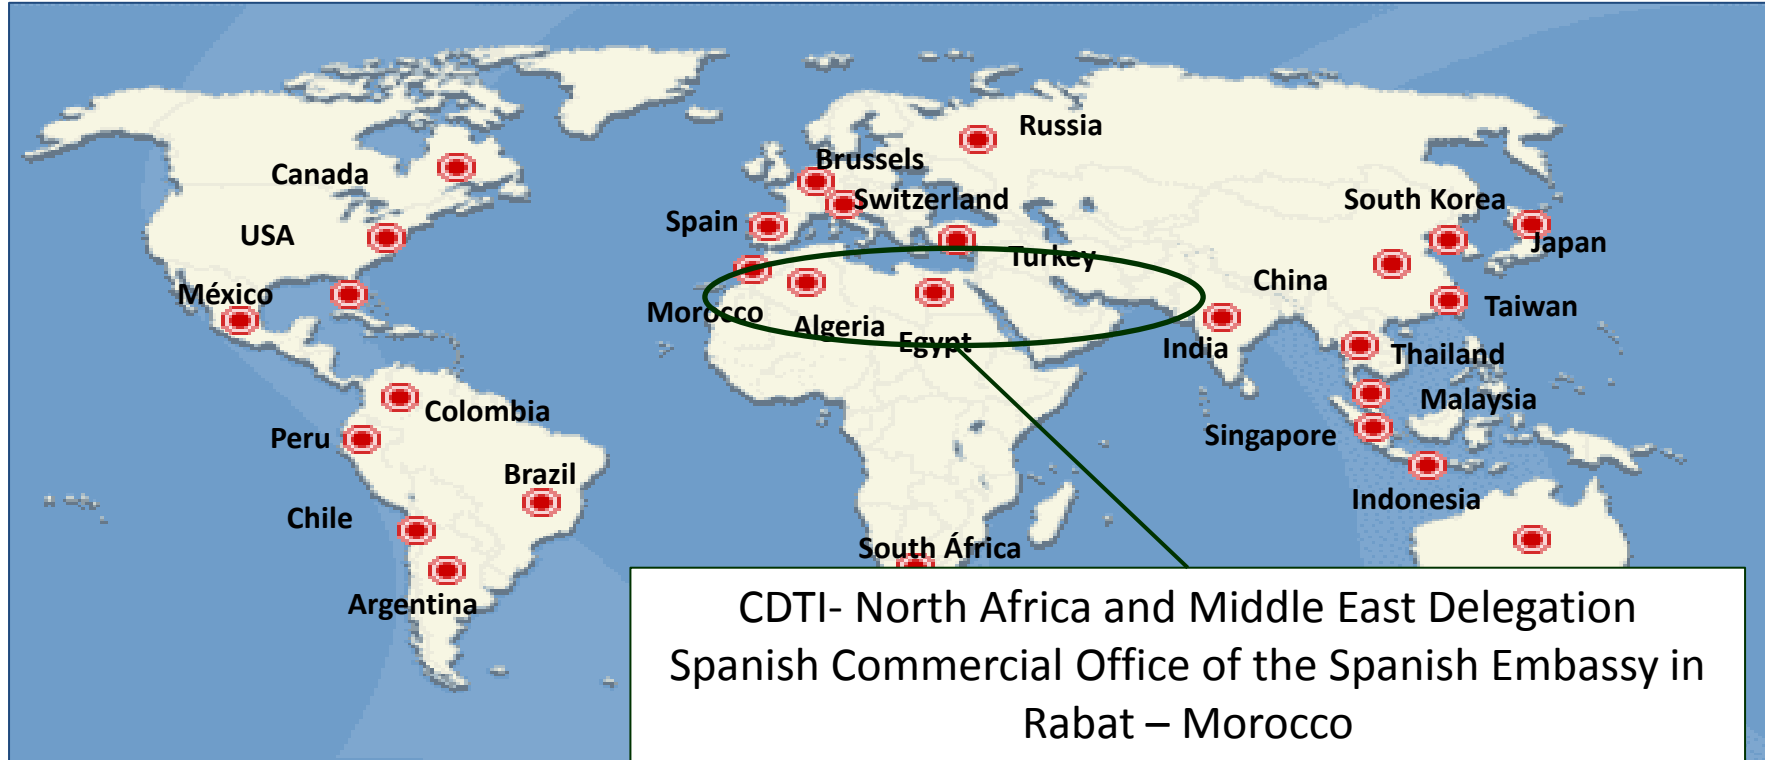 Russia
Brussels
Canada
Switzerland
South Korea
Spain
USA
Japan
Turkey
China
México
Taiwan
Morocco
Algeria
Egypt
India
Thailand
Malaysia
Colombia
Singapore
Peru
Brazil
Indonesia
Chile
South África
Argentina
CDTI- North Africa and Middle East Delegation
Spanish Commercial Office of the Spanish Embassy in
Rabat – Morocco